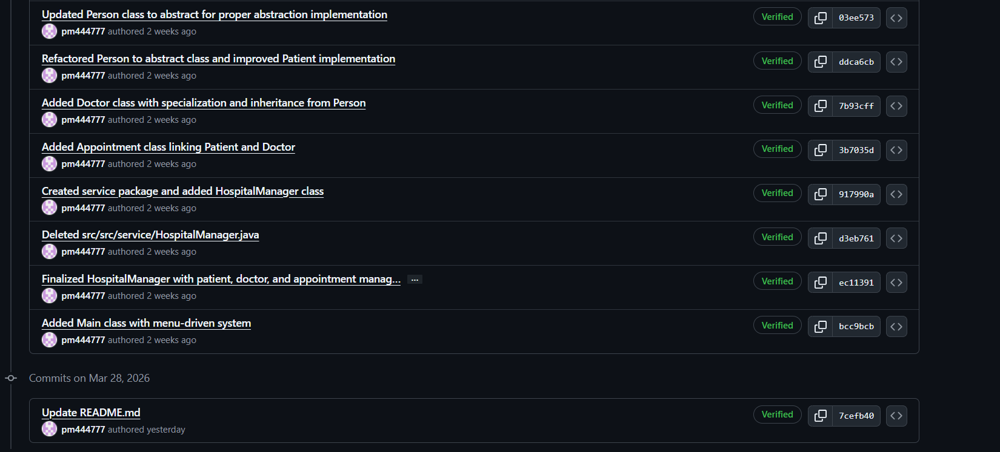 Updated Person class to abstract for proper abstraction implementation
pm444777 authored 2 weeks ago
Verified
03ee573
Refactored Person to abstract class and improved Patient implementation
pm444777 authored 2 weeks ago
Verified
ddca6cb
Added Doctor class with specialization and inheritance from Person
pm444777 authored 2 weeks ago
Verified
7b93cff
Added Appointment class linking Patient and Doctor
pm444777 authored 2 weeks ago
Verified
3b7035d
Created service package and added HospitalManager class
pm444777 authored 2 weeks ago
Verified
917990a
Deleted src/src/service/HospitalManager.java
pm444777 authored 2 weeks ago
Verified
d3eb761
Finalized HospitalManager with patient, doctor, and appointment manag... ...
pm444777 authored 2 weeks ago
Verified
ec11391
Added Main class with menu-driven system
pm444777 authored 2 weeks ago
Verified
bcc9bcb
Commits on Mar 28, 2026
Update README.md
pm444777 authored yesterday
Verified
7cefb40